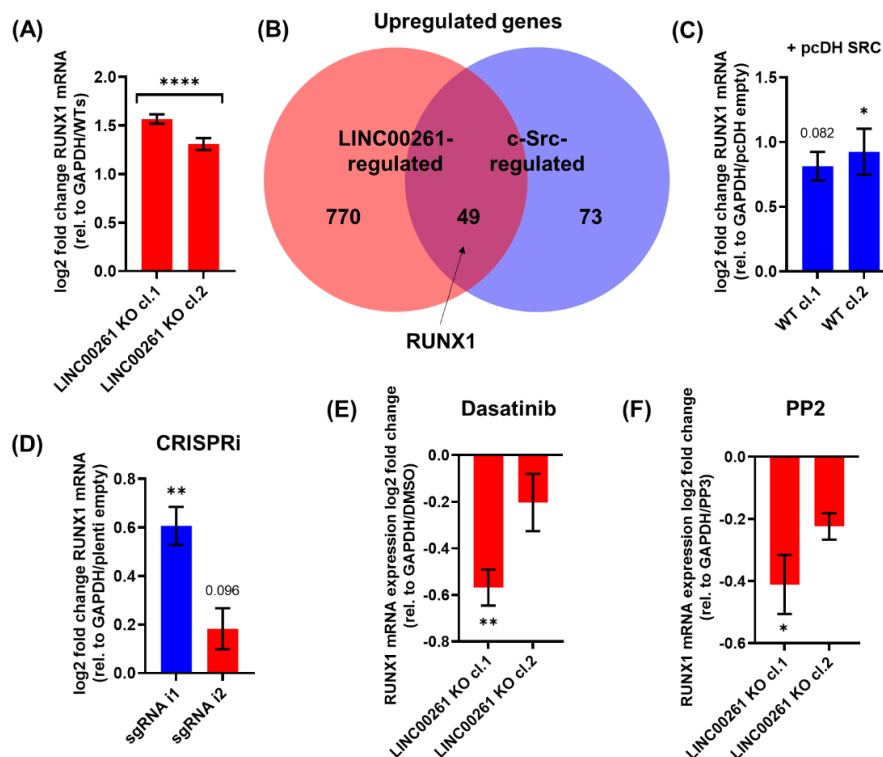 (A)
log2 fold change RUNX1 mRNA
(rel. to GAPDH/WTs)
2.0
1.5
1.0
0.5
0.0
****
LINC00261 KO cl.1
LINC00261 KO cl.2
(B)
Upregulated genes
LINC00261-
regulated
c-Src-
regulated
770
49
73
RUNX1
(C)
+ pcDH SRC
log2 fold change RUNX1 mRNA
(rel. to GAPDH/pcDH empty)
1.5
1.0
0.5
0.0
0.082
*
WT cl.1
WT cl.2
(D)
CRISPRi
log2 fold change RUNX1 mRNA
(rel. to GAPDH/plenti empty)
0.8
0.6
0.4
0.2
0.0
**
0.096
sgRNA i1
sgRNA i2
(E)
Dasatinib
RUNX1 mRNA expression log2 fold change
(rel. to GAPDH/DMSO)
0.0
-0.2
-0.4
-0.6
-0.8
**
LINC00261 KO cl.1
LINC00261 KO cl.2
(F)
PP2
RUNX1 mRNA expression log2 fold change
(rel. to GAPDH/PP3)
0.0
-0.2
-0.4
-0.6
*
LINC00261 KO cl.1
LINC00261 KO cl.2